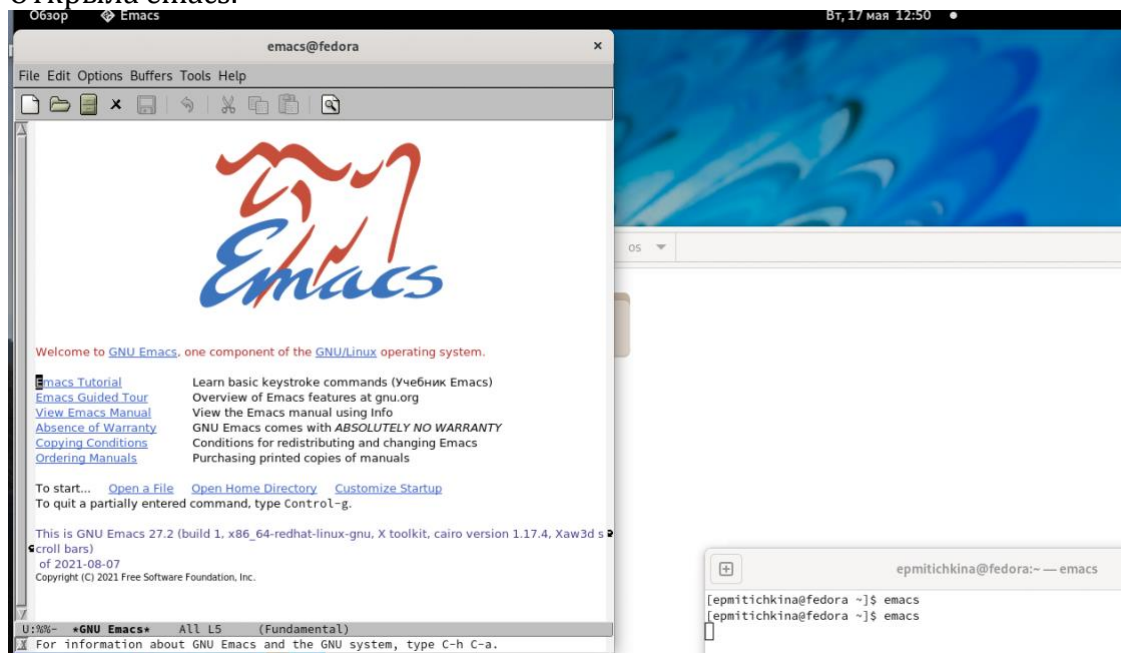 Открыла emacs.
Обзор Emacs Вт, 17 мая 12:50
emacs@fedora ×
File Edit Options Buffers Tools Help
Emacs
Welcome to GNU Emacs, one component of the GNU/Linux operating system.
Emacs Tutorial Learn basic keystroke commands (Учебник Emacs)
Emacs Guided Tour Overview of Emacs features at gnu.org
View Emacs Manual View the Emacs manual using Info
Absence of Warranty GNU Emacs comes with ABSOLUTELY NO WARRANTY
Copying Conditions Conditions for redistributing and changing Emacs
Ordering Manuals Purchasing printed copies of manuals
To start... Open a File Open Home Directory Customize Startup
To quit a partially entered command, type Control-g.
This is GNU Emacs 27.2 (build 1, x86_64-redhat-linux-gnu, X toolkit, cairo version 1.17.4, Xaw3d s
croll bars)
of 2021-08-07
Copyright (C) 2021 Free Software Foundation, Inc.
U:%%- *GNU Emacs* All L5 (Fundamental)
For information about GNU Emacs and the GNU system, type C-h C-a.
os
epmitichkina@fedora:~ — emacs
[epmitichkina@fedora ~]$ emacs
[epmitichkina@fedora ~]$ emacs